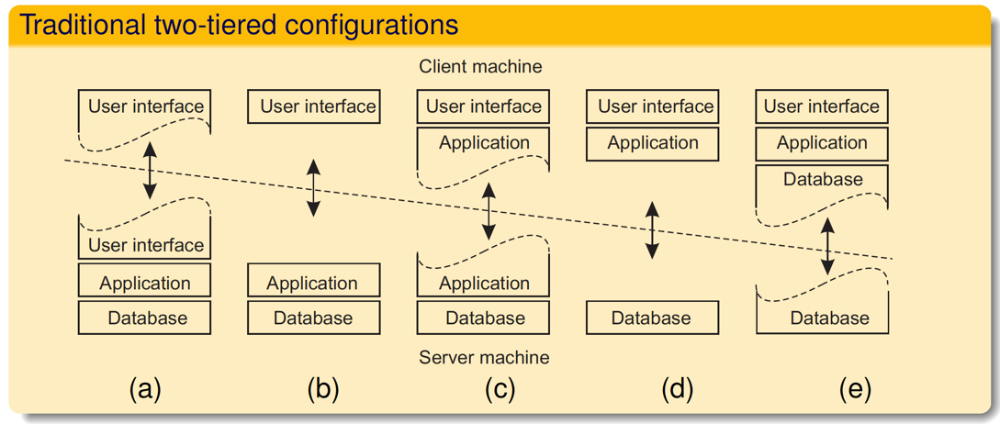 Traditional two-tiered configurations
Client machine
User interface User interface User interface User interface User interface
Application Application Application
Database
User interface
Application Application Application
Database Database Database Database Database
Server machine
(a) (b) (c) (d) (e)